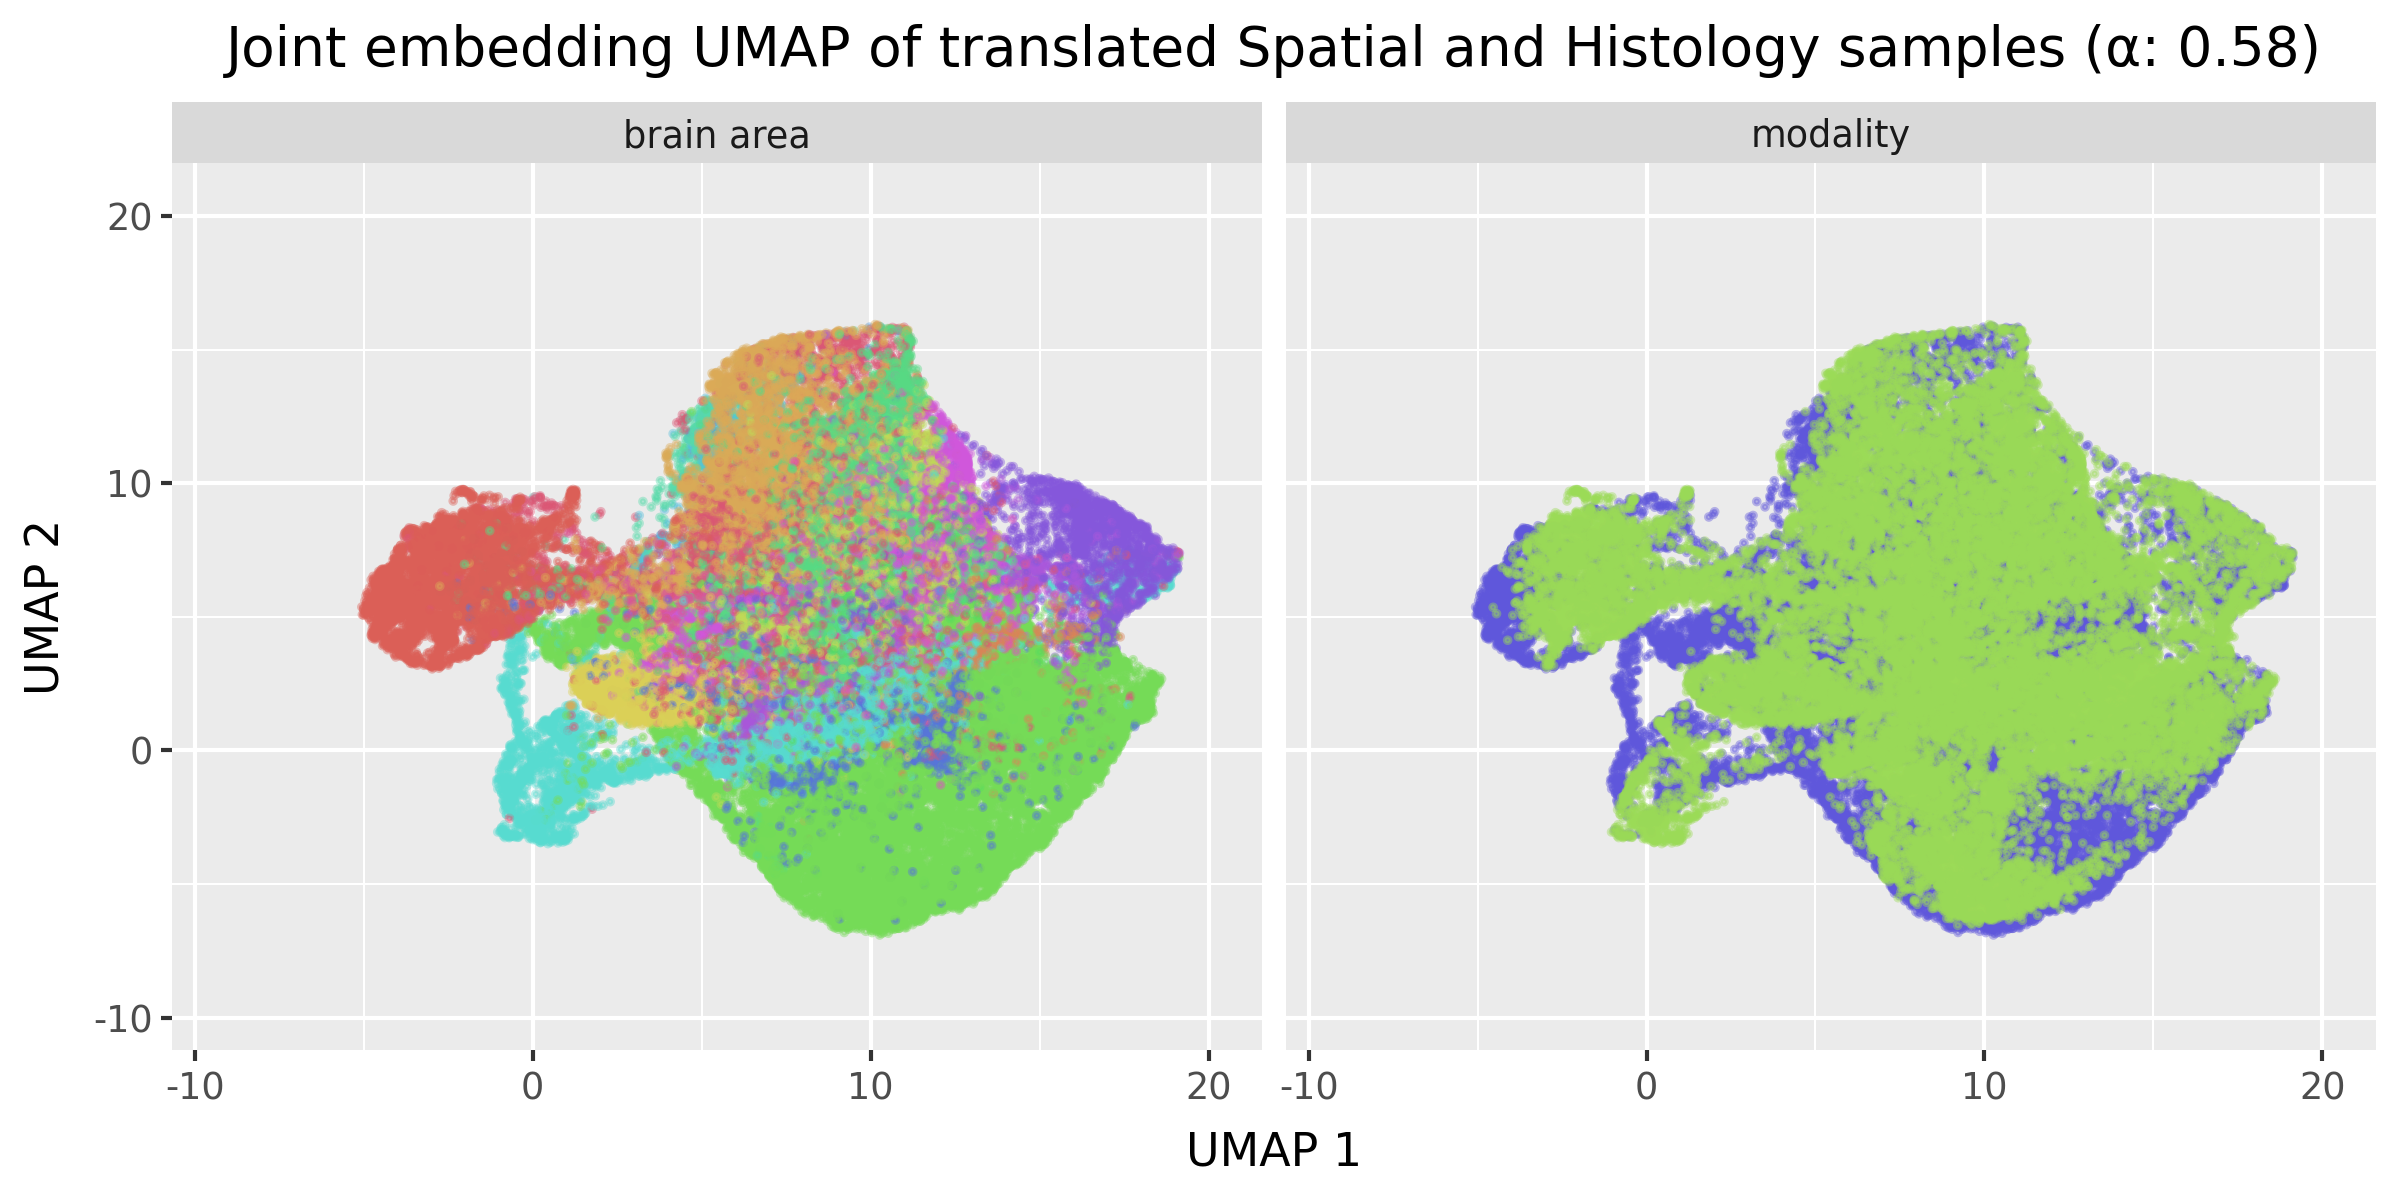 Joint embedding UMAP of translated Spatial and Histology samples (α: 0.58)
brain area
modality
20
10
0
-10
UMAP 2
-10 0 10 20 -10 0 10 20
UMAP 1